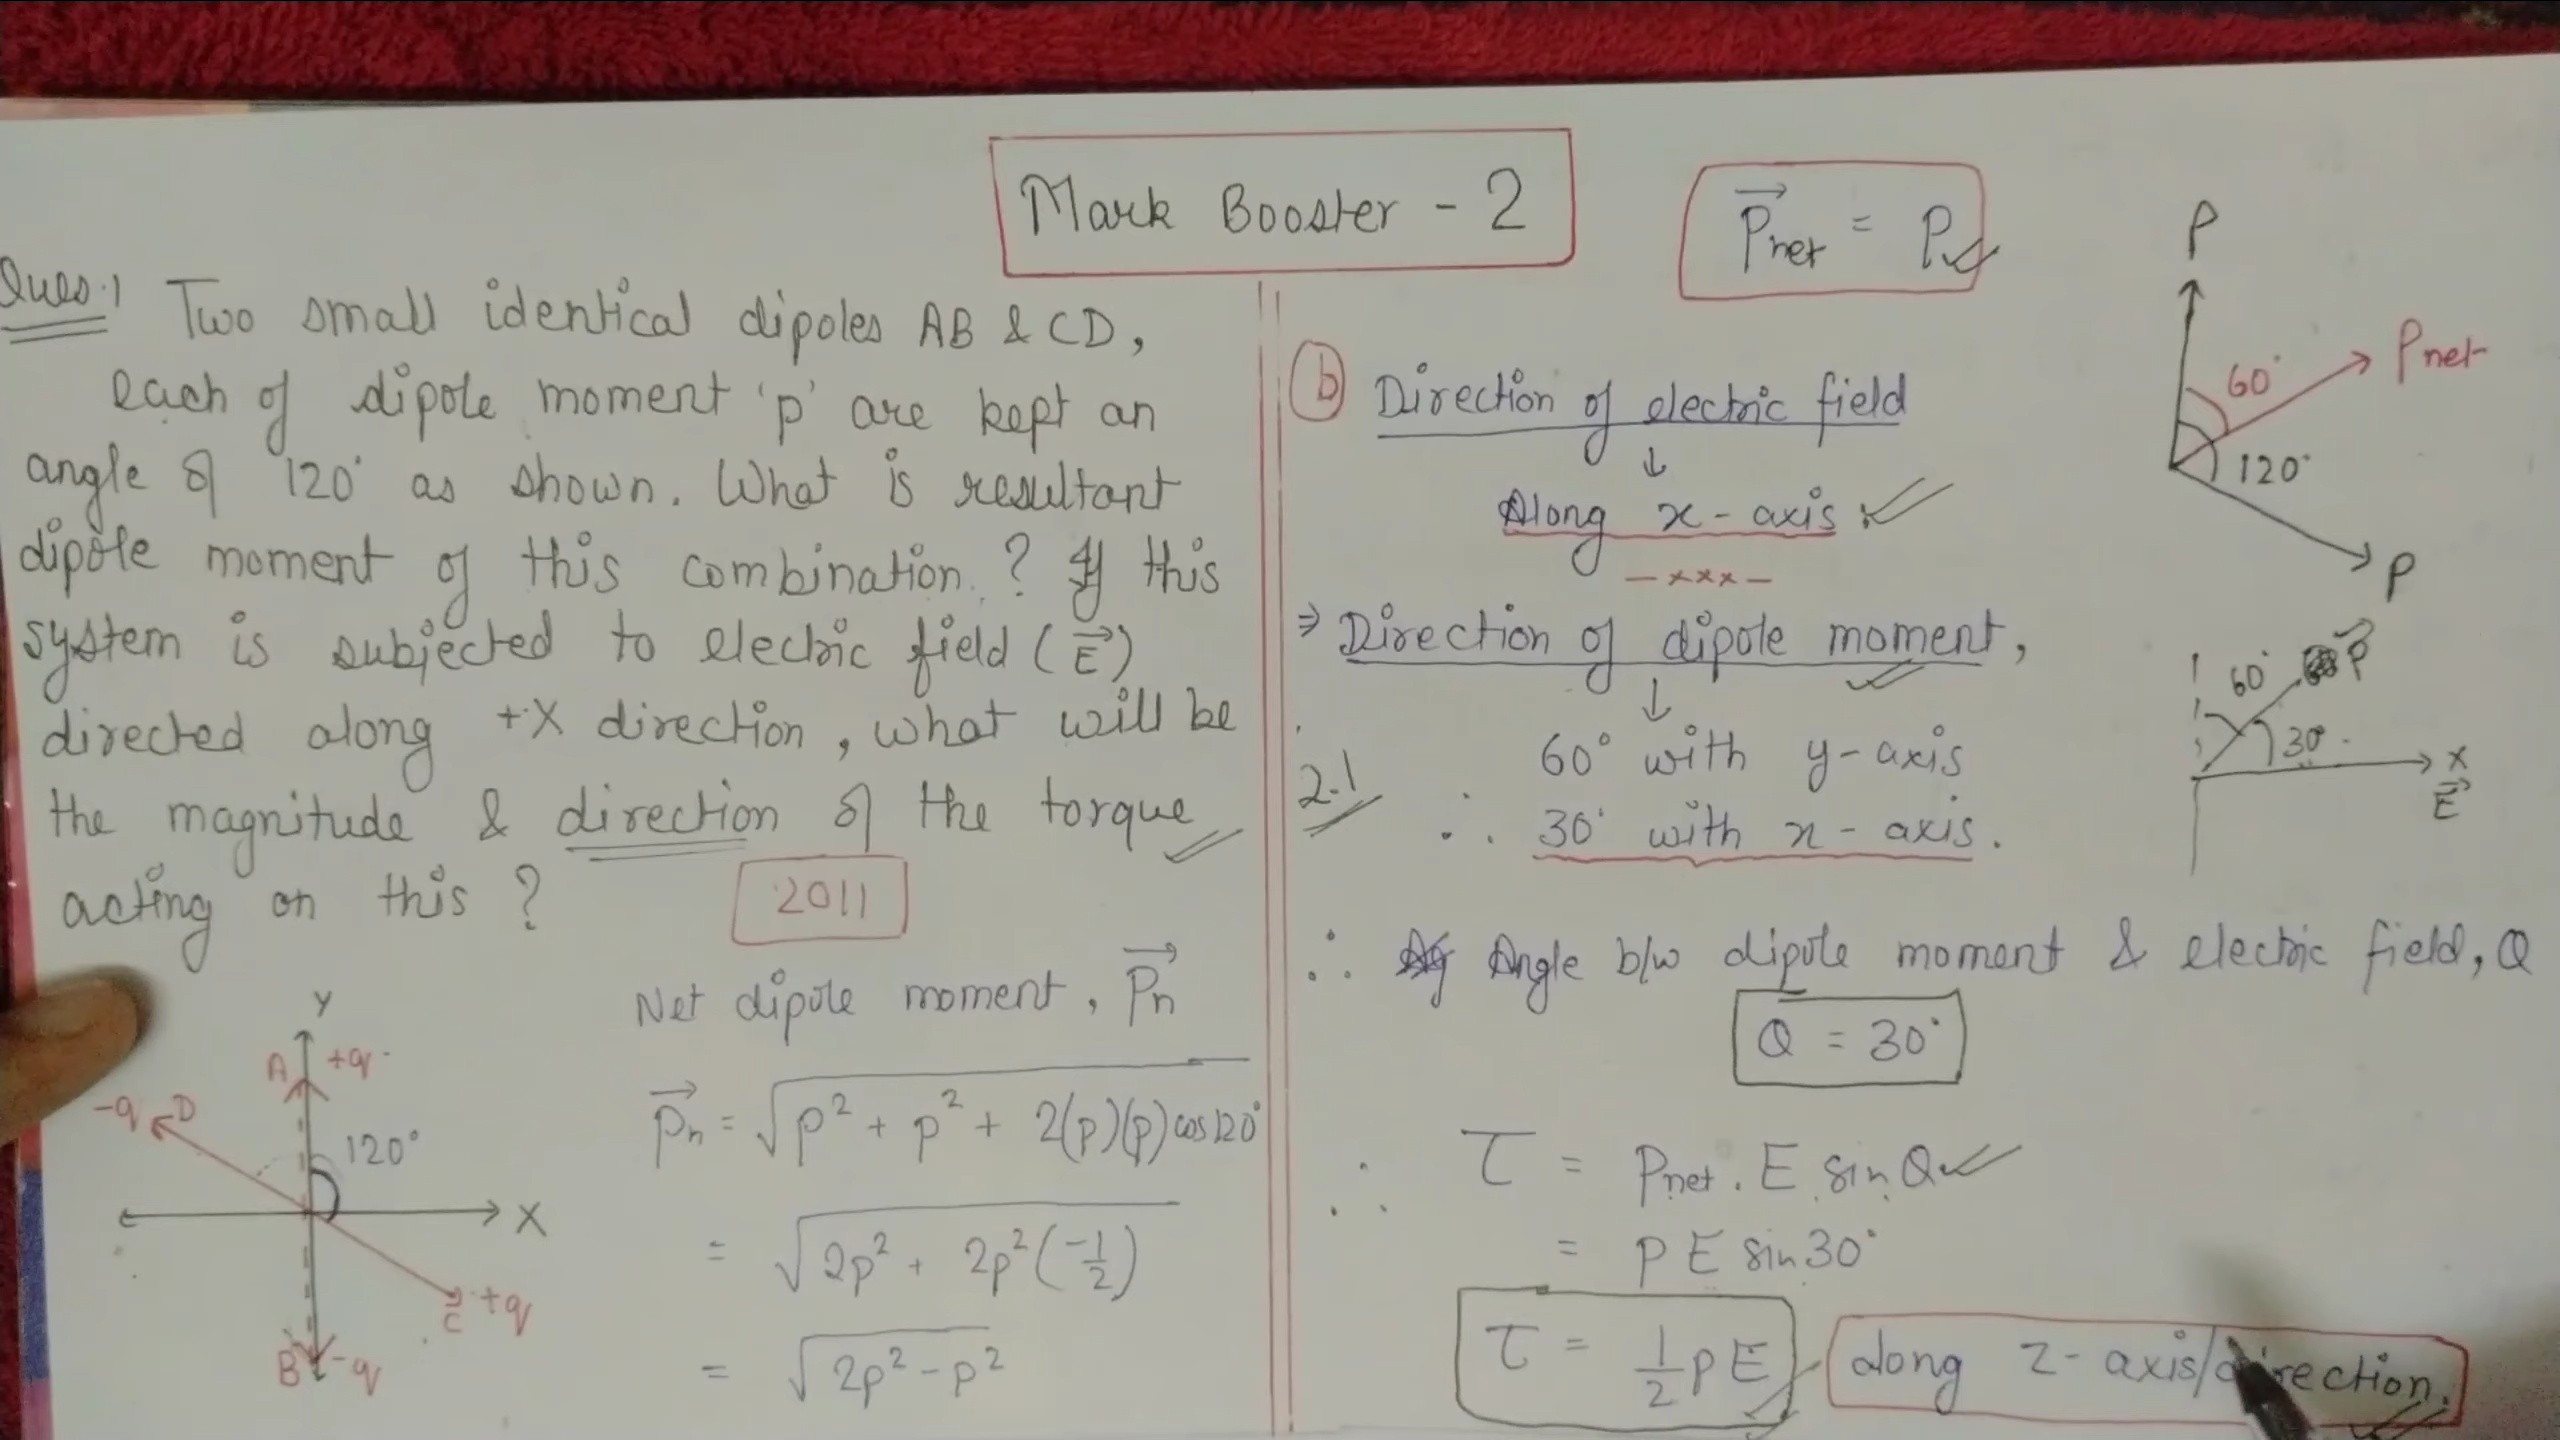 Mark Booster - 2
Ques.1 Two small identical dipoles AB & CD,
each of dipole moment 'p' are kept an
angle of 120° as shown. What is resultant
dipole moment of this combination.? If this
system is subjected to electric field (E⃗)
directed along +X direction, what will be
the magnitude & direction of the torque
acting on this ?
2011
Y
A +q
-q D
120°
X
C +q
B -q
Net dipole moment, P⃗n
P⃗n = √p² + p² + 2(p)(p) cos120°
= √2p² + 2p²(-1/2)
= √2p² - p²
P⃗net = P
b Direction of electric field
↓
Along x-axis.
-xxx-
⇒ Direction of dipole moment,
↓
60° with y-axis
2.1
∴ 30° with x-axis.
∴ Angle b/w dipole moment & electric field, Q
Q = 30°
∴ τ = Pnet . E sin Q
= P E sin30°
τ = 1/2 p E along z-axis/direction.
P
Pnet
60°
120°
P
60° P⃗
30°
X
E⃗